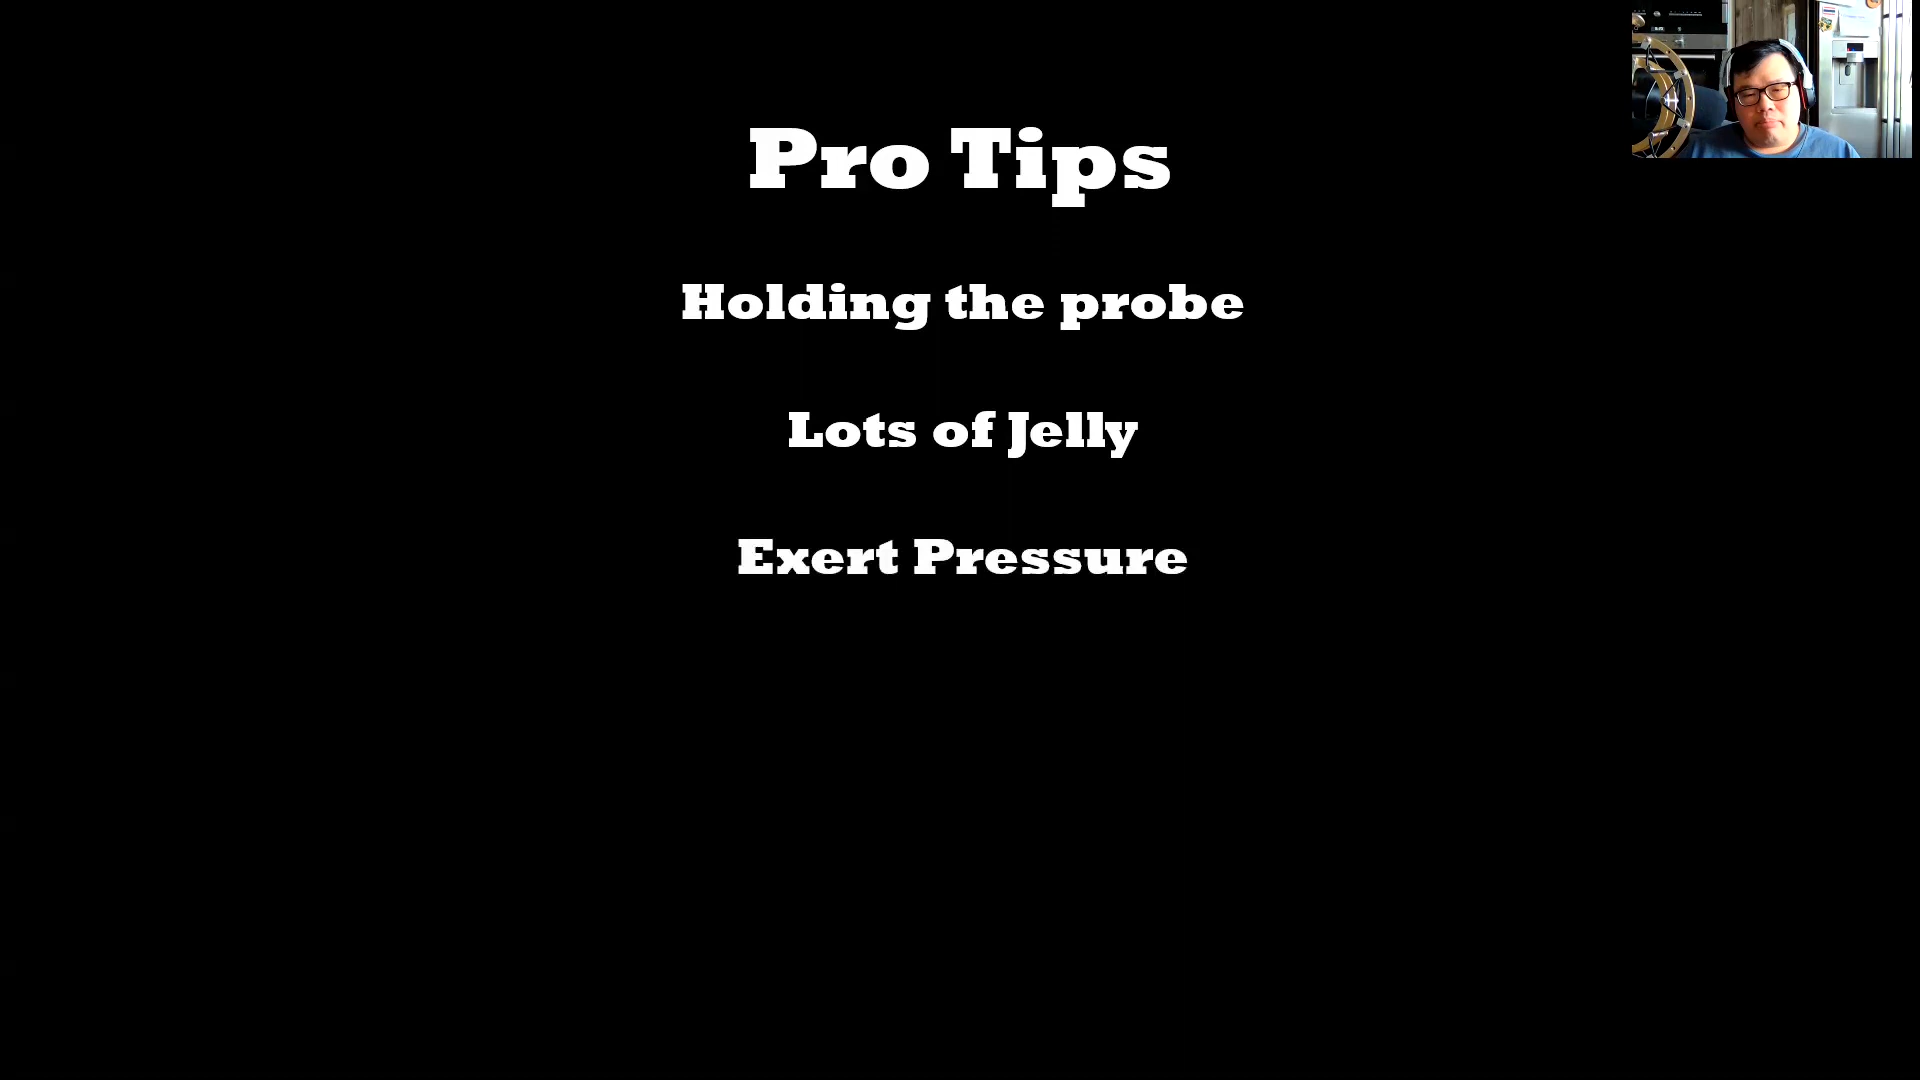 Pro Tips
Holding the probe
Lots of Jelly
Exert Pressure